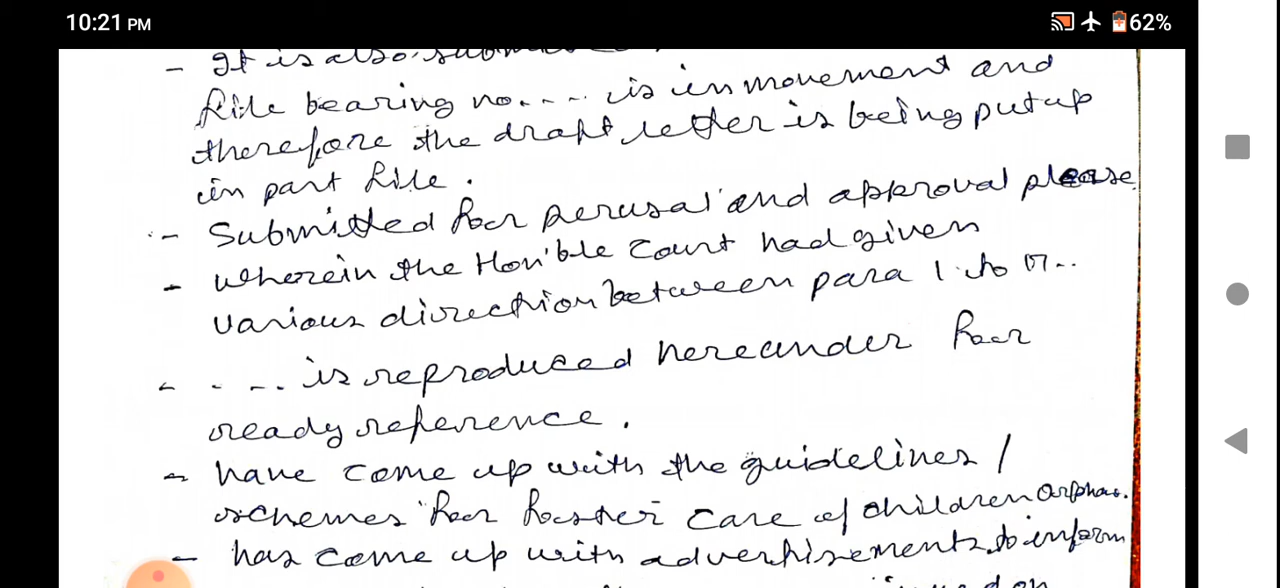 10:21 PM
62%
- It is also
file bearing no.... is in movement and
therefore the draft letter is being put up
in part file.
- Submitted for perusal and approval please
- wherein the Hon'ble Court had given
various direction between para 1 to 17..
- .... is reproduced hereunder for
ready reference.
- have come up with the guidelines /
schemes for foster care of children orphan.
- has come up with advertisements to inform